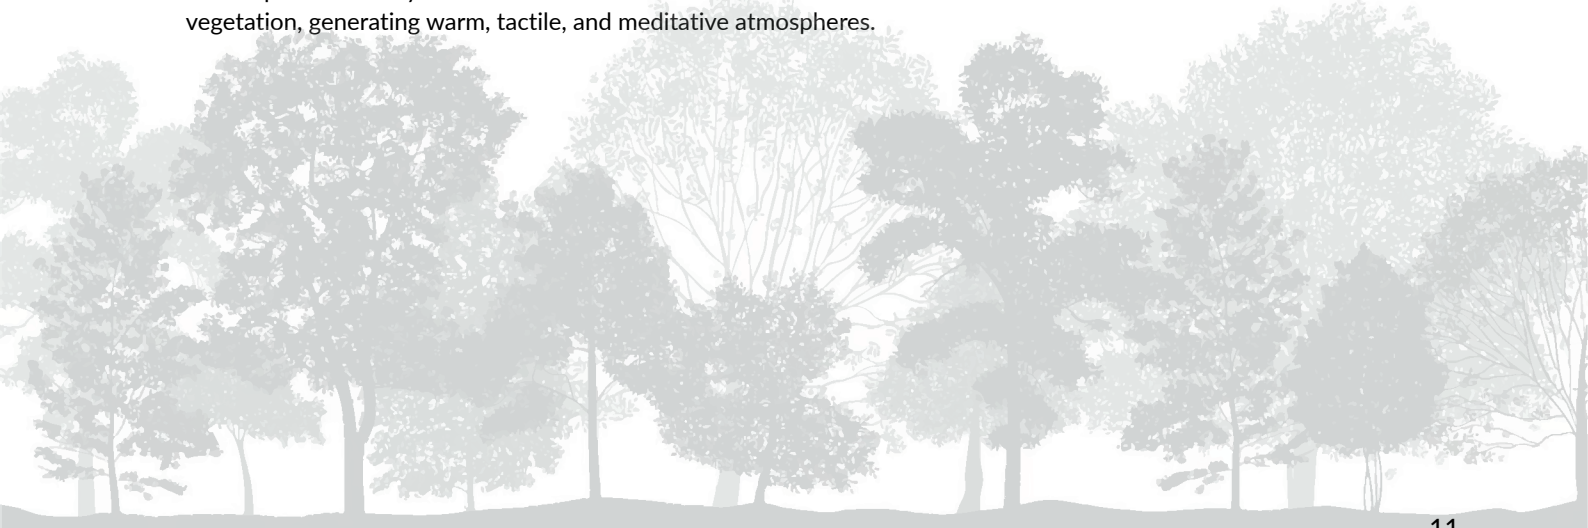 vegetation, generating warm, tactile, and meditative atmospheres.
11